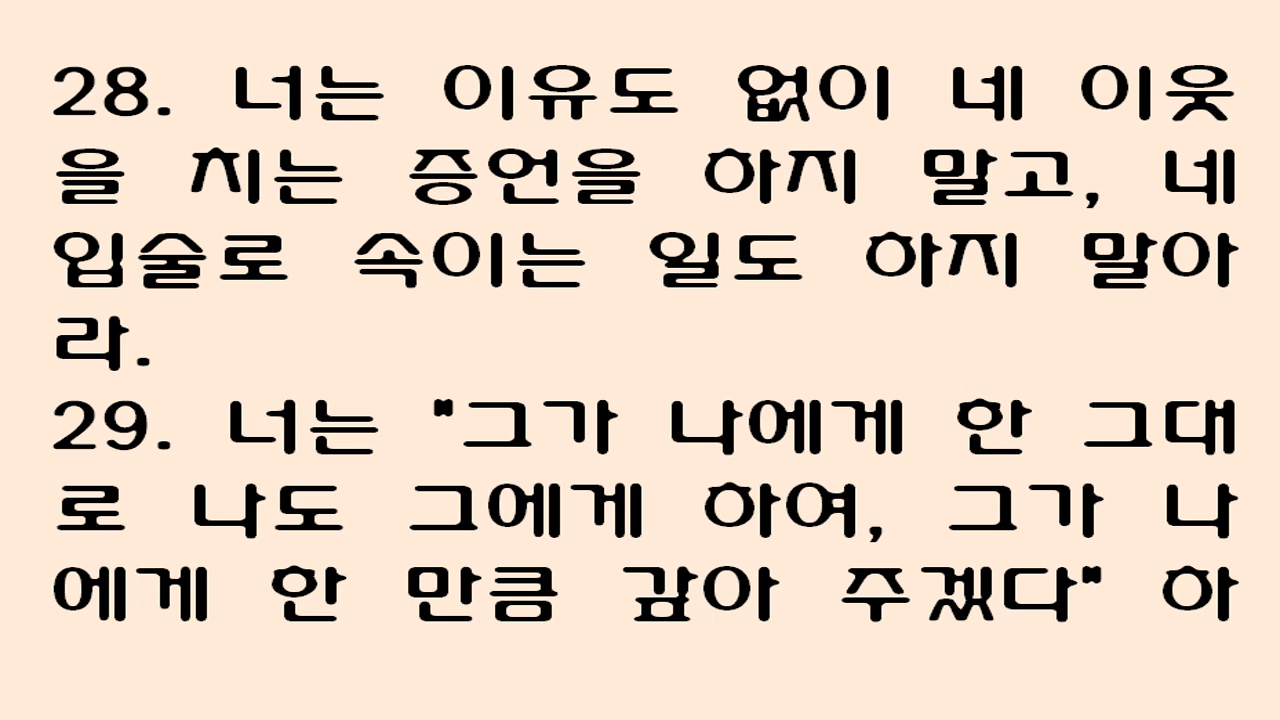 28. 너는 이유도 없이 네 이웃
을 치는 증언을 하지 말고, 네
입술로 속이는 일도 하지 말아
라.
29. 너는 "그가 나에게 한 그대
로 나도 그에게 하여, 그가 나
에게 한 만큼 갚아 주겠다" 하